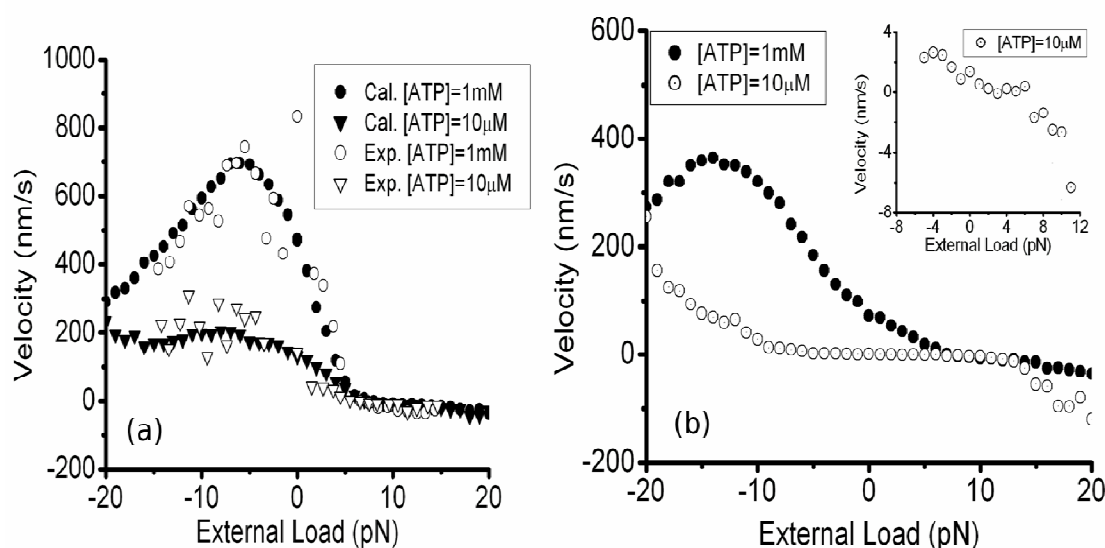 1000
800
600
400
200
0
-200
Velocity (nm/s)
Cal. [ATP]=1mM
Cal. [ATP]=10μM
Exp. [ATP]=1mM
Exp. [ATP]=10μM
(a)
-20 -10 0 10 20
External Load (pN)
600
400
200
0
-200
Velocity (nm/s)
[ATP]=1mM
[ATP]=10μM
(b)
-20 -10 0 10 20
External Load (pN)
4
0
-4
-8
Velocity (nm/s)
[ATP]=10μM
-8 -4 0 4 8 12
External Load (pN)